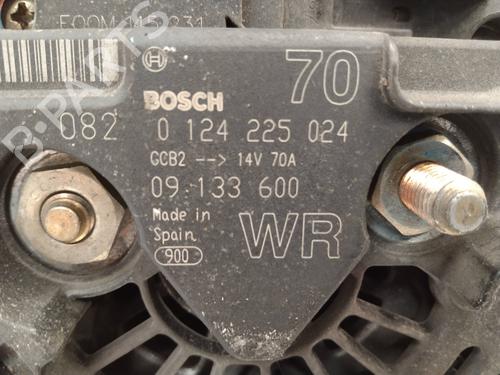 70
BOSCH
082 0 124 225 024
GCB2 --> 14V 70A
09 133 600
Made in
Spain
WR
900
B-PARTS